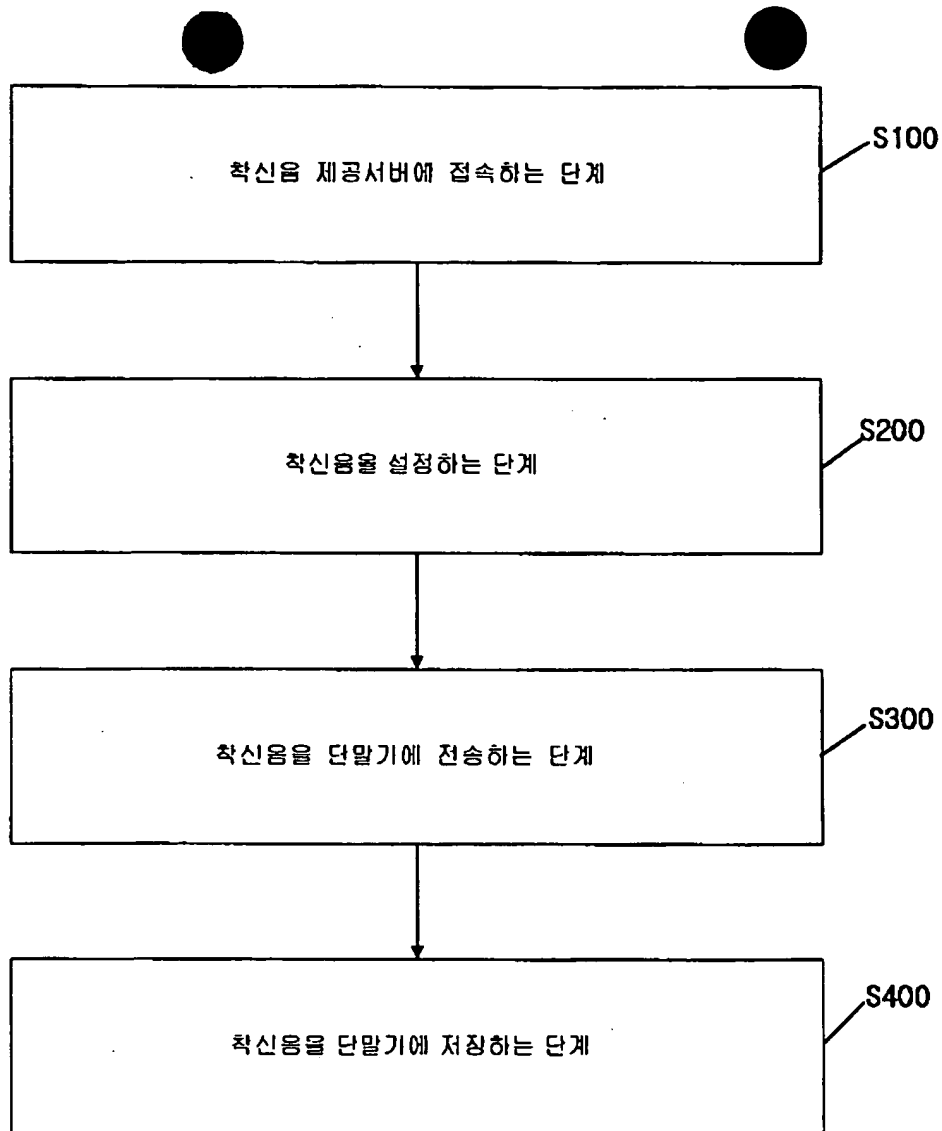 S100
착신음 제공서버에 접속하는 단계
S200
착신음을 설정하는 단계
S300
착신음을 단말기에 전송하는 단계
S400
착신음을 단말기에 저장하는 단계